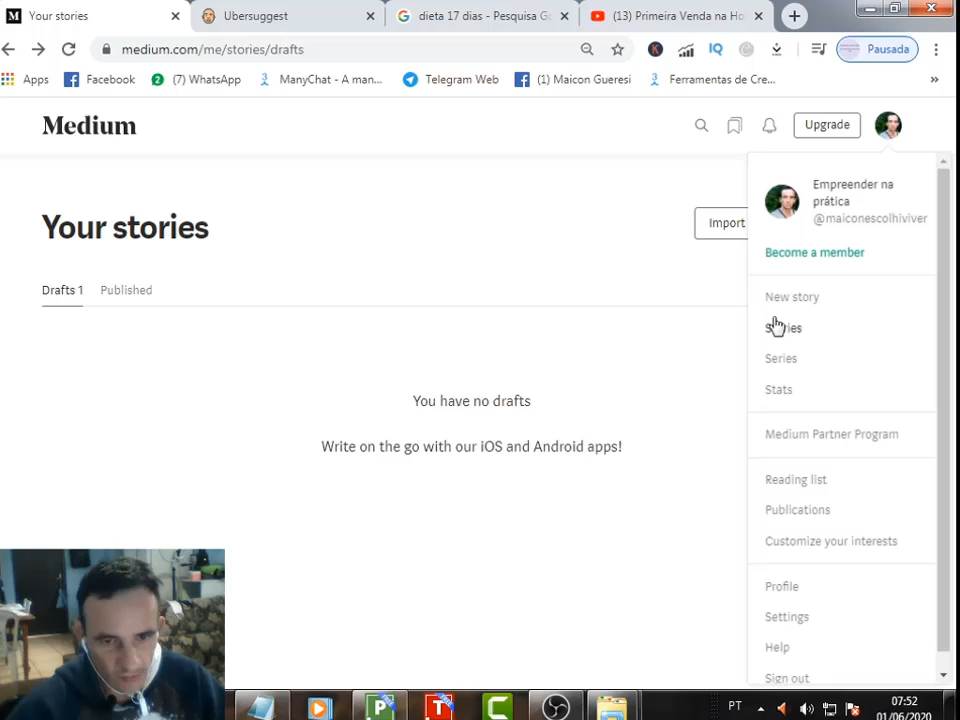 Your stories
Ubersuggest
dieta 17 dias - Pesquisa Go
(13) Primeira Venda na Ho
medium.com/me/stories/drafts
IQ
Pausada
Apps
Facebook
(7) WhatsApp
ManyChat - A man...
Telegram Web
(1) Maicon Gueresi
Ferramentas de Cre...
»
Medium
Upgrade
Empreender na
prática
@maiconescolhiviver
Your stories
Import
Become a member
Drafts 1
Published
New story
Stories
Series
Stats
You have no drafts
Medium Partner Program
Write on the go with our iOS and Android apps!
Reading list
Publications
Customize your interests
Profile
Settings
Help
Sign out
PT
07:52
01/06/2020